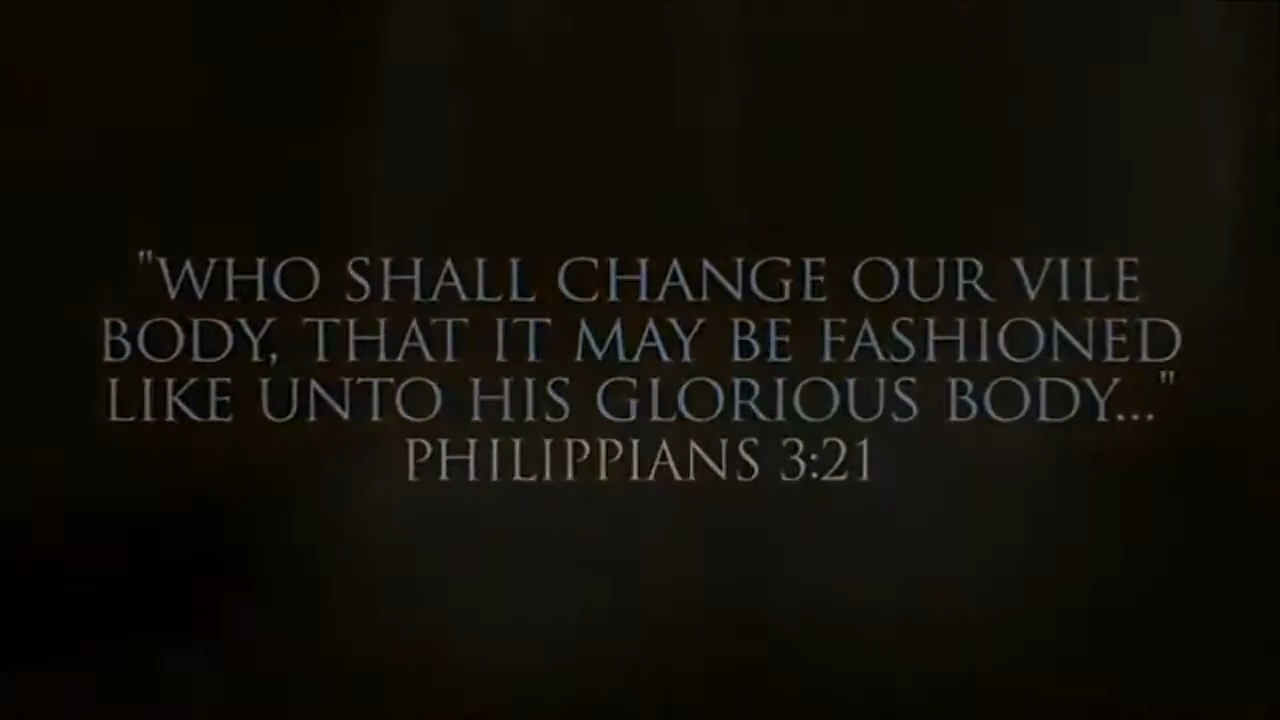 "WHO SHALL CHANGE OUR VILE
BODY, THAT IT MAY BE FASHIONED
LIKE UNTO HIS GLORIOUS BODY..."
PHILIPPIANS 3:21